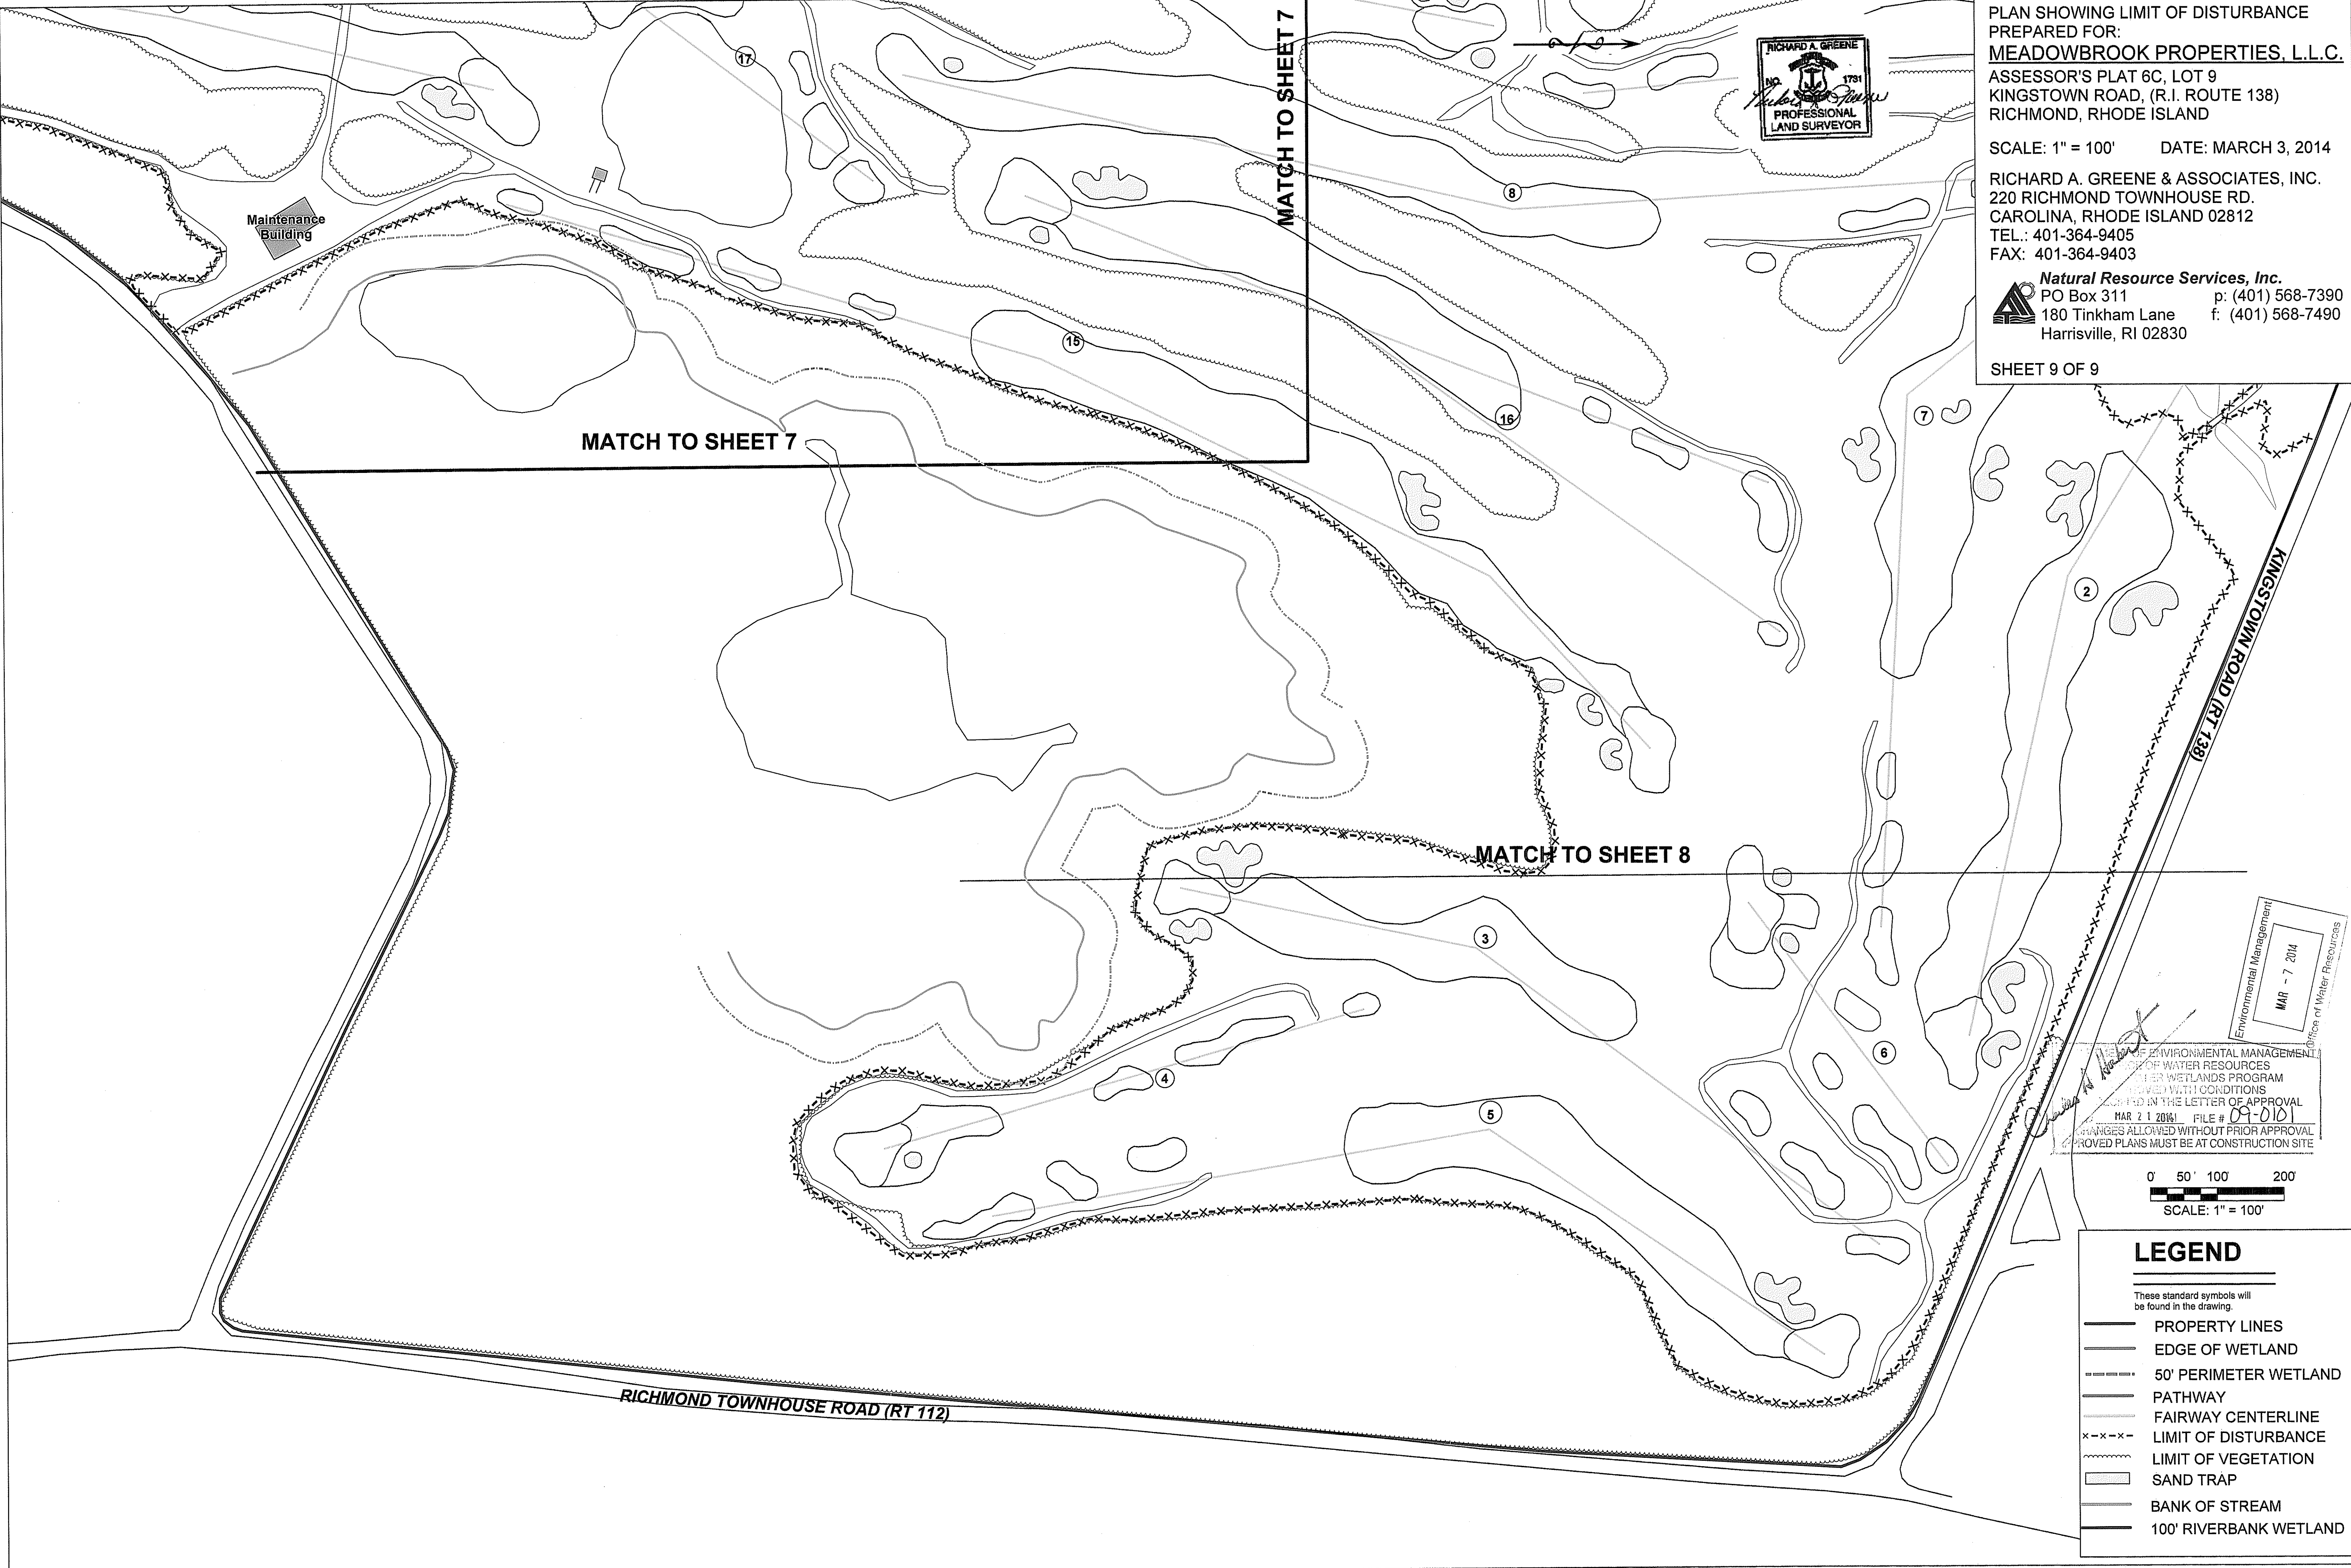 PLAN SHOWING LIMIT OF DISTURBANCE
PREPARED FOR:
MEADOWBROOK PROPERTIES, L.L.C.
ASSESSOR'S PLAT 6C, LOT 9
KINGSTOWN ROAD, (R.I. ROUTE 138)
RICHMOND, RHODE ISLAND
SCALE: 1" = 100' DATE: MARCH 3, 2014
RICHARD A. GREENE & ASSOCIATES, INC.
220 RICHMOND TOWNHOUSE RD.
CAROLINA, RHODE ISLAND 02812
TEL.: 401-364-9405
FAX: 401-364-9403
Natural Resource Services, Inc.
PO Box 311 p: (401) 568-7390
180 Tinkham Lane f: (401) 568-7490
Harrisville, RI 02830
SHEET 9 OF 9
RICHARD A. GREENE
NO. 1731
PROFESSIONAL
LAND SURVEYOR
MATCH TO SHEET 7
17
8
Maintenance
Building
15
16
7
MATCH TO SHEET 7
2
KINGSTOWN ROAD (RT 138)
MATCH TO SHEET 8
3
6
4
5
RICHMOND TOWNHOUSE ROAD (RT 112)
Environmental Management
MAR - 7 2014
Office of Water Resources
OF ENVIRONMENTAL MANAGEMENT
OF WATER RESOURCES
WETLANDS PROGRAM
WITH CONDITIONS
IN THE LETTER OF APPROVAL
MAR 21 2014 FILE # 09-0101
ALLOWED WITHOUT PRIOR APPROVAL
PLANS MUST BE AT CONSTRUCTION SITE
0' 50' 100' 200'
SCALE: 1" = 100'
LEGEND
These standard symbols will
be found in the drawing.
PROPERTY LINES
EDGE OF WETLAND
50' PERIMETER WETLAND
PATHWAY
FAIRWAY CENTERLINE
LIMIT OF DISTURBANCE
LIMIT OF VEGETATION
SAND TRAP
BANK OF STREAM
100' RIVERBANK WETLAND